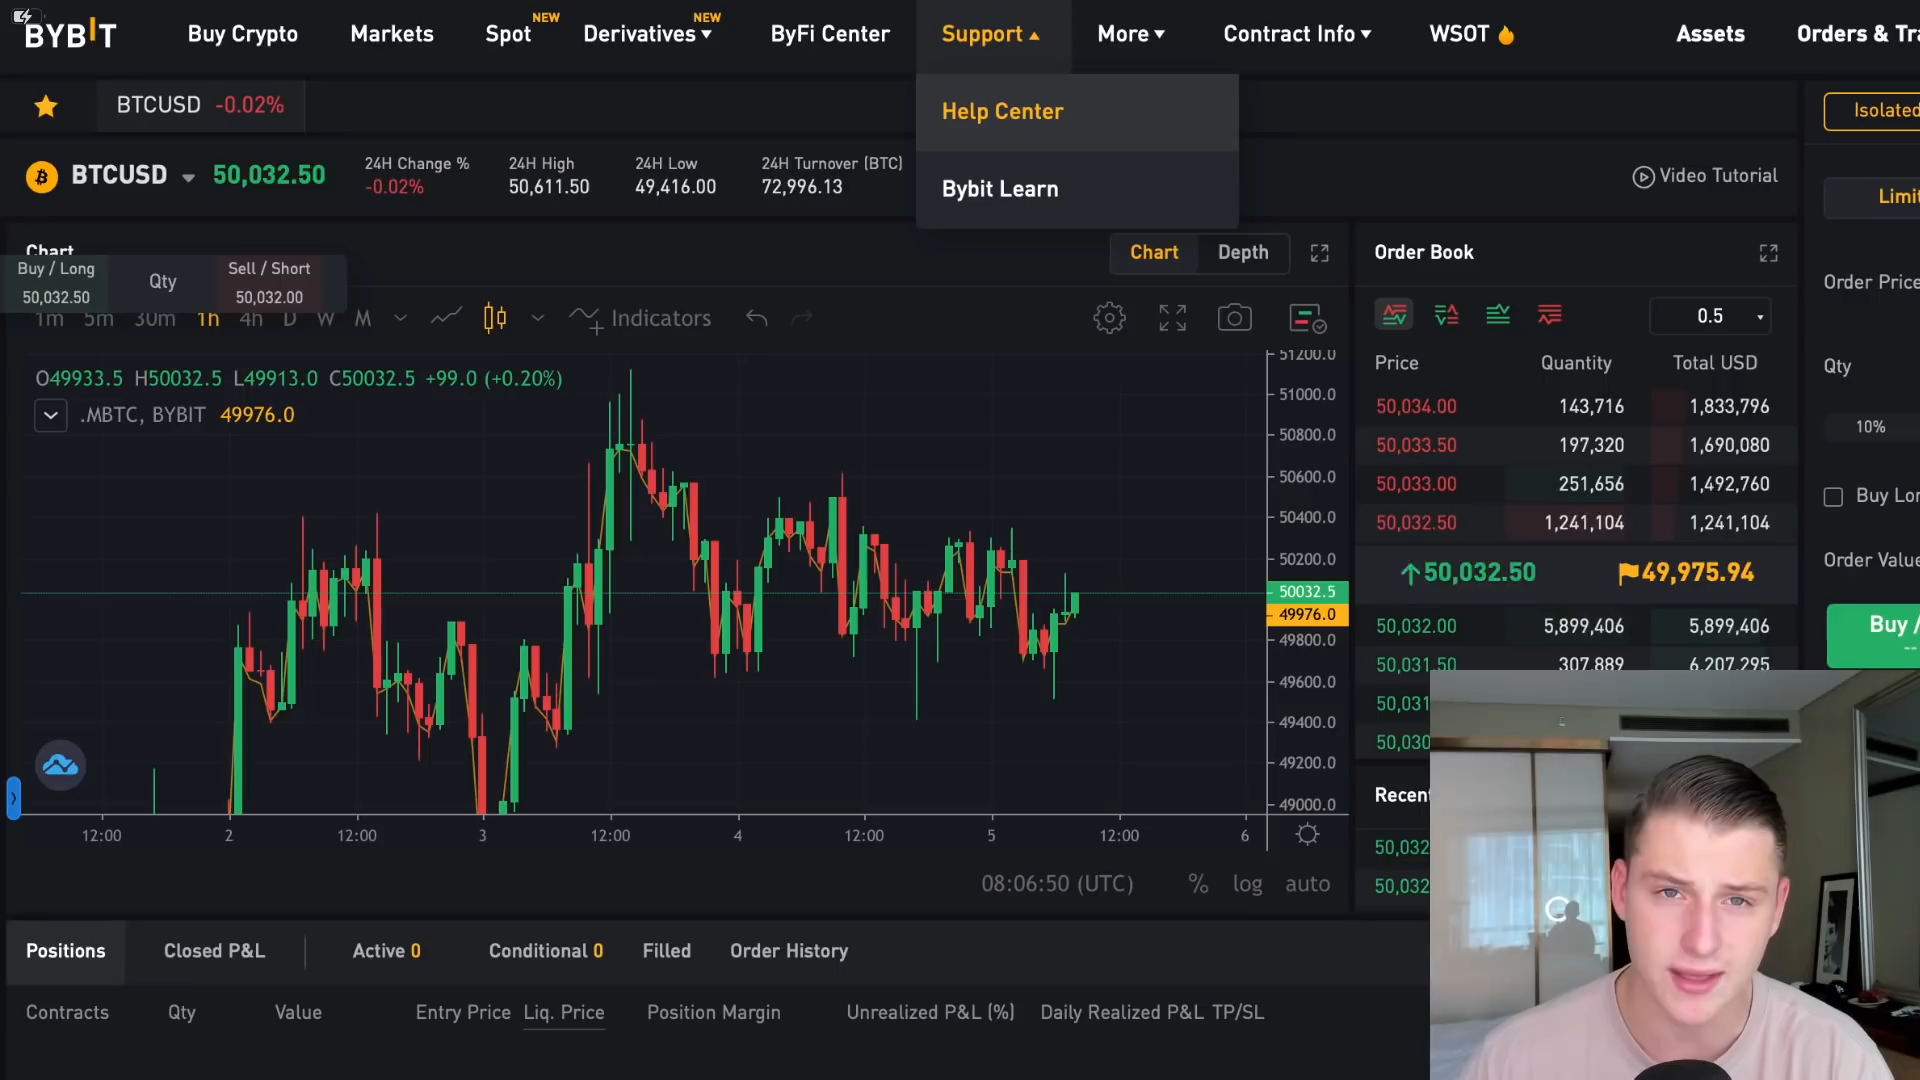 BYBIT
Buy Crypto
Markets
Spot NEW
Derivatives NEW
ByFi Center
Support
More
Contract Info
WSOT
Assets
Orders &
Help Center
Bybit Learn
BTCUSD -0.02%
Isolated
BTCUSD 50,032.50
24H Change %
-0.02%
24H High
50,611.50
24H Low
49,416.00
24H Turnover (BTC)
72,996.13
Video Tutorial
Chart
Buy / Long
50,032.50
Qty
Sell / Short
50,032.00
Chart Depth
1m 5m 30m 1h 4h D W M
Indicators
O49933.5 H50032.5 L49913.0 C50032.5 +99.0 (+0.20%)
.MBTC, BYBIT 49976.0
51200.0
51000.0
50800.0
50600.0
50400.0
50200.0
50032.5
49976.0
49800.0
49600.0
49400.0
49200.0
49000.0
12:00 2 12:00 3 12:00 4 12:00 5 12:00 6
08:06:50 (UTC) % log auto
Order Book
0.5
Price Quantity Total USD
50,034.00 143,716 1,833,796
50,033.50 197,320 1,690,080
50,033.00 251,656 1,492,760
50,032.50 1,241,104 1,241,104
50,032.50 49,975.94
50,032.00 5,899,406 5,899,406
50,031.50 307,889 6,207,295
50,031
50,030
Recent
50,032
50,032
Limit
Order Price
Qty
10%
Buy
Order Value
Buy /
--
Positions
Closed P&L
Active 0
Conditional 0
Filled
Order History
Contracts
Qty
Value
Entry Price
Liq. Price
Position Margin
Unrealized P&L (%)
Daily Realized P&L
TP/SL